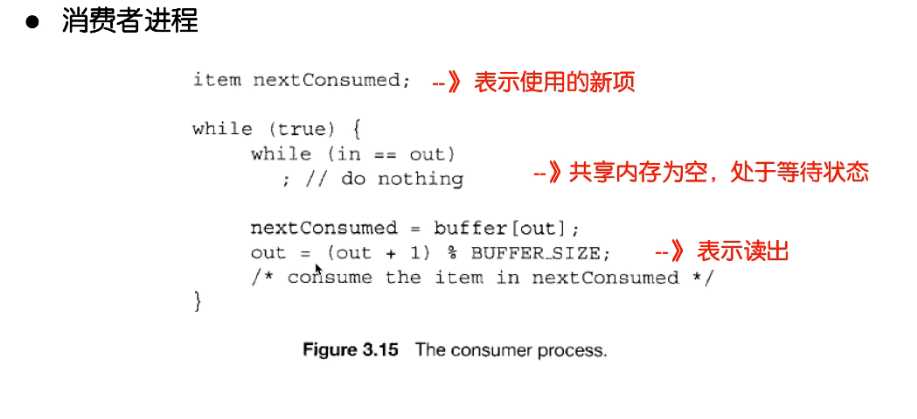 ● 消费者进程
item nextConsumed; --》表示使用的新项
while (true) {
while (in == out)
; // do nothing --》共享内存为空，处于等待状态
nextConsumed = buffer[out];
out = (out + 1) % BUFFER_SIZE; --》表示读出
/* consume the item in nextConsumed */
}
Figure 3.15 The consumer process.